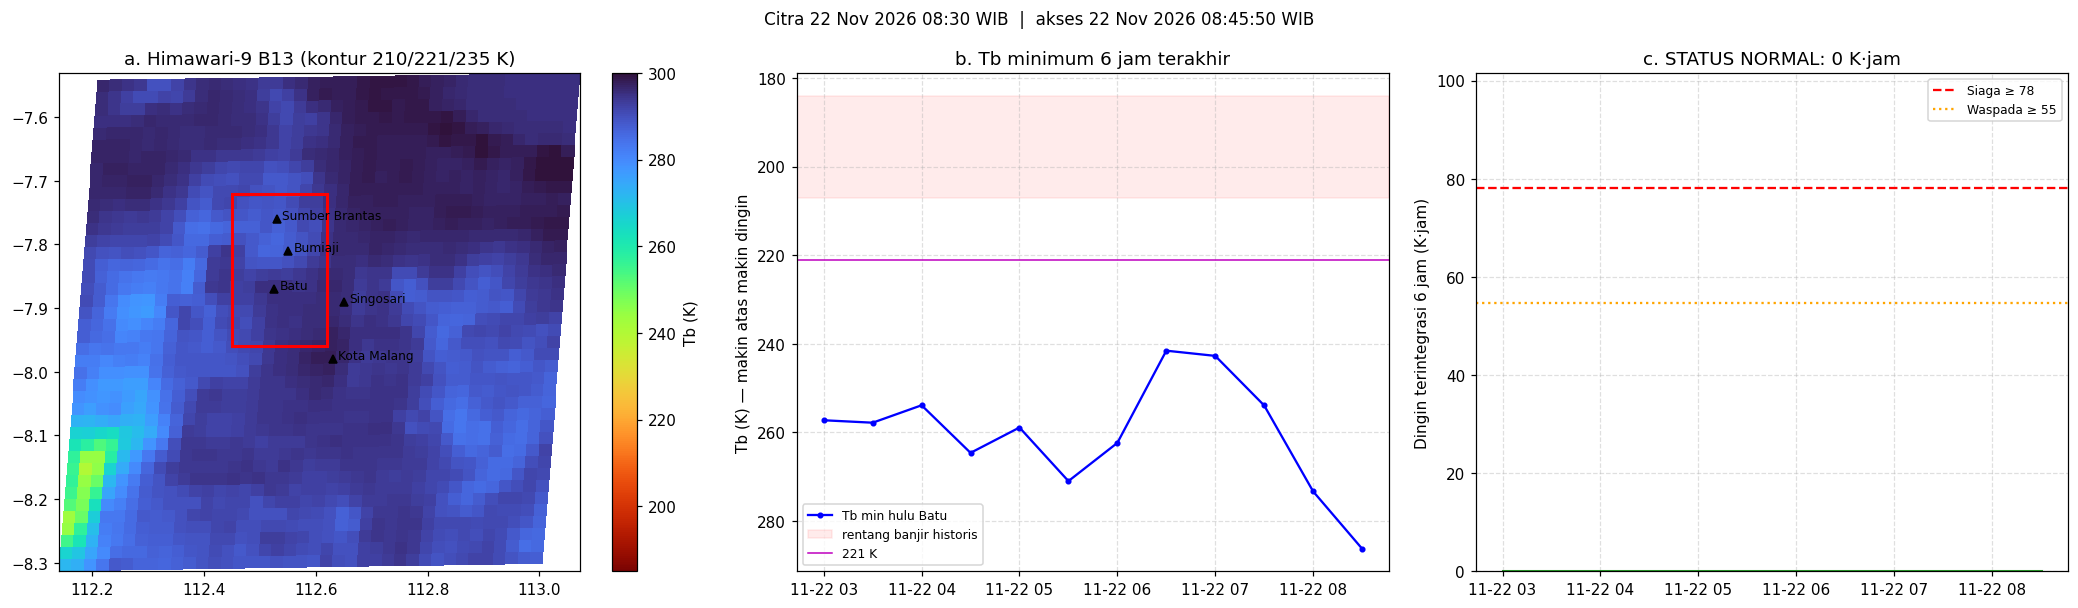 Citra 22 Nov 2026 08:30 WIB  |  akses 22 Nov 2026 08:45:50 WIB
a. Himawari-9 B13 (kontur 210/221/235 K)
−7.6
−7.7
−7.8
−7.9
−8.0
−8.1
−8.2
−8.3
112.2
112.4
112.6
112.8
113.0
Sumber Brantas
Bumiaji
Batu
Singosari
Kota Malang
300
280
260
240
220
200
Tb (K)
b. Tb minimum 6 jam terakhir
Tb (K) — makin atas makin dingin
180
200
220
240
260
280
Tb min hulu Batu
rentang banjir historis
221 K
11-22 03
11-22 04
11-22 05
11-22 06
11-22 07
11-22 08
c. STATUS NORMAL: 0 K·jam
Dingin terintegrasi 6 jam (K·jam)
100
80
60
40
20
0
Siaga ≥ 78
Waspada ≥ 55
11-22 03
11-22 04
11-22 05
11-22 06
11-22 07
11-22 08